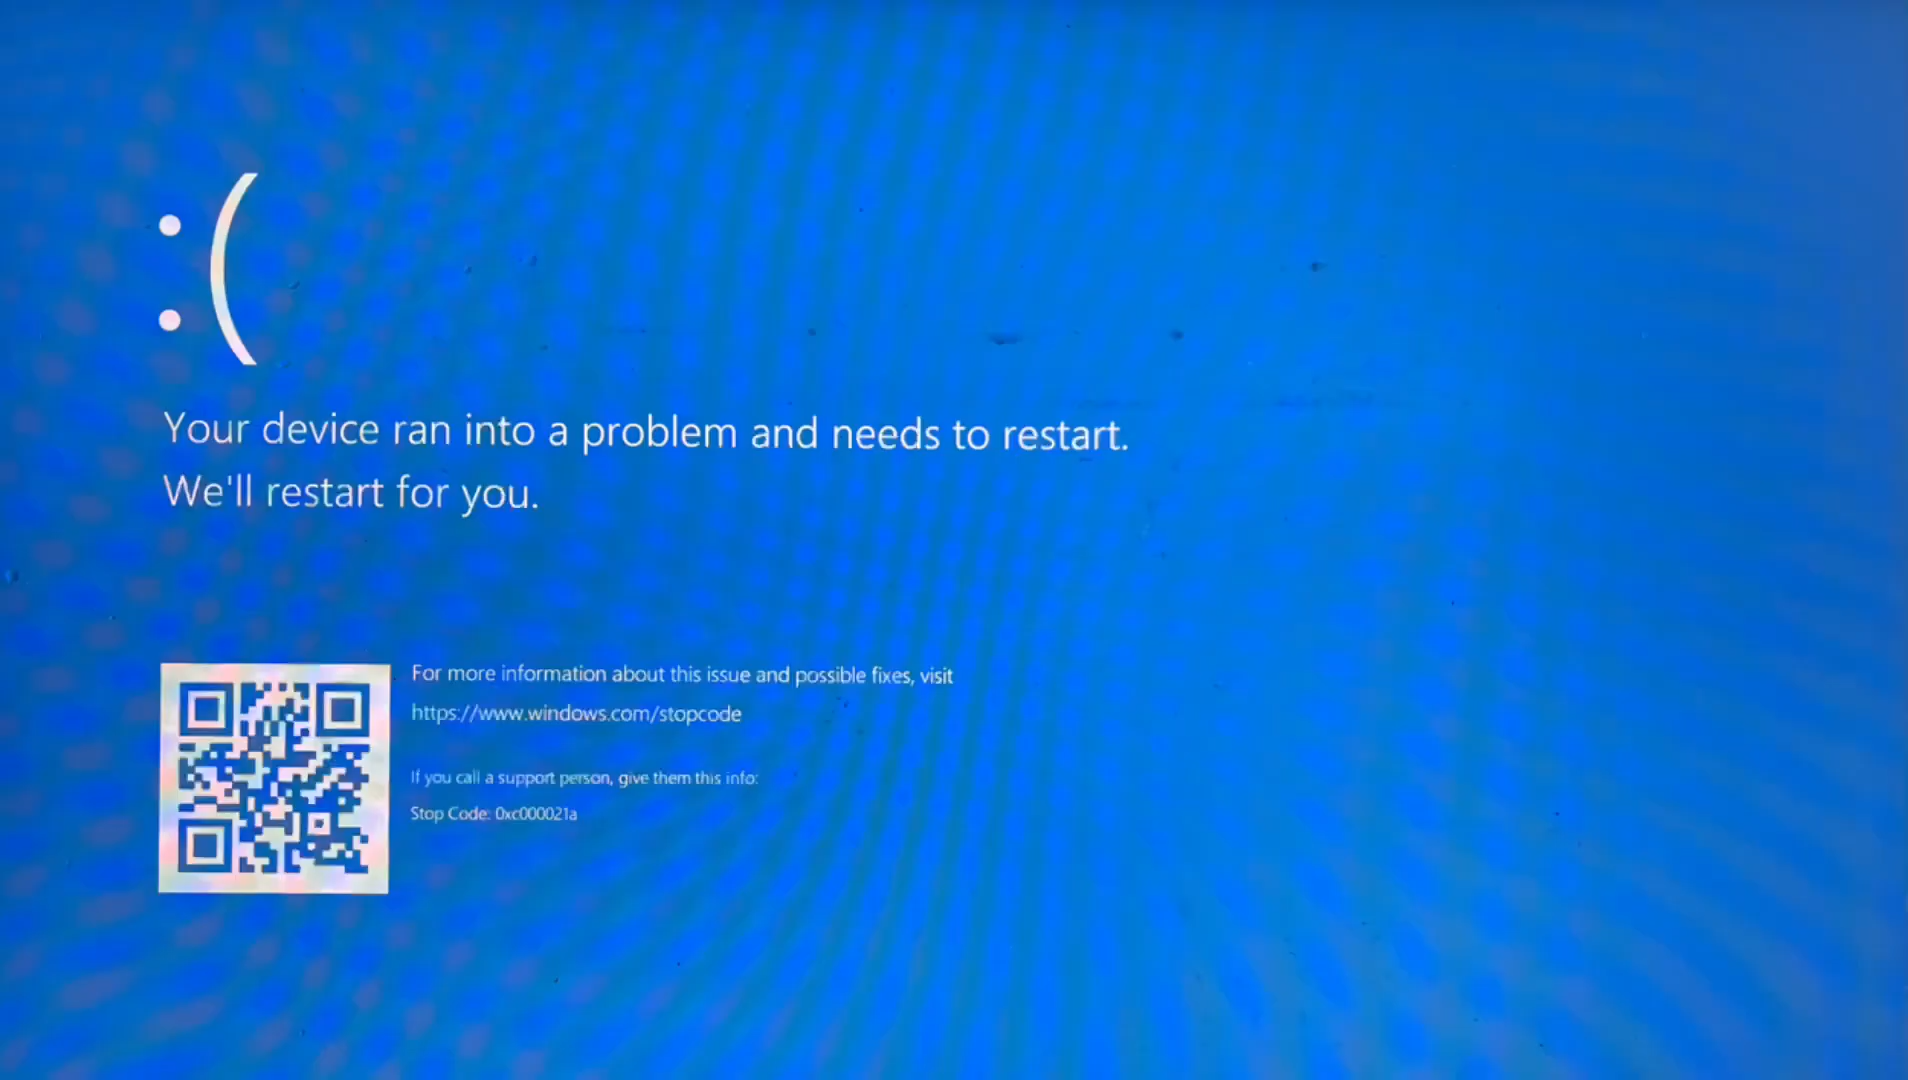 :(
Your device ran into a problem and needs to restart.
We'll restart for you.
For more information about this issue and possible fixes, visit
https://www.windows.com/stopcode
If you call a support person, give them this info:
Stop Code: 0xc000021a